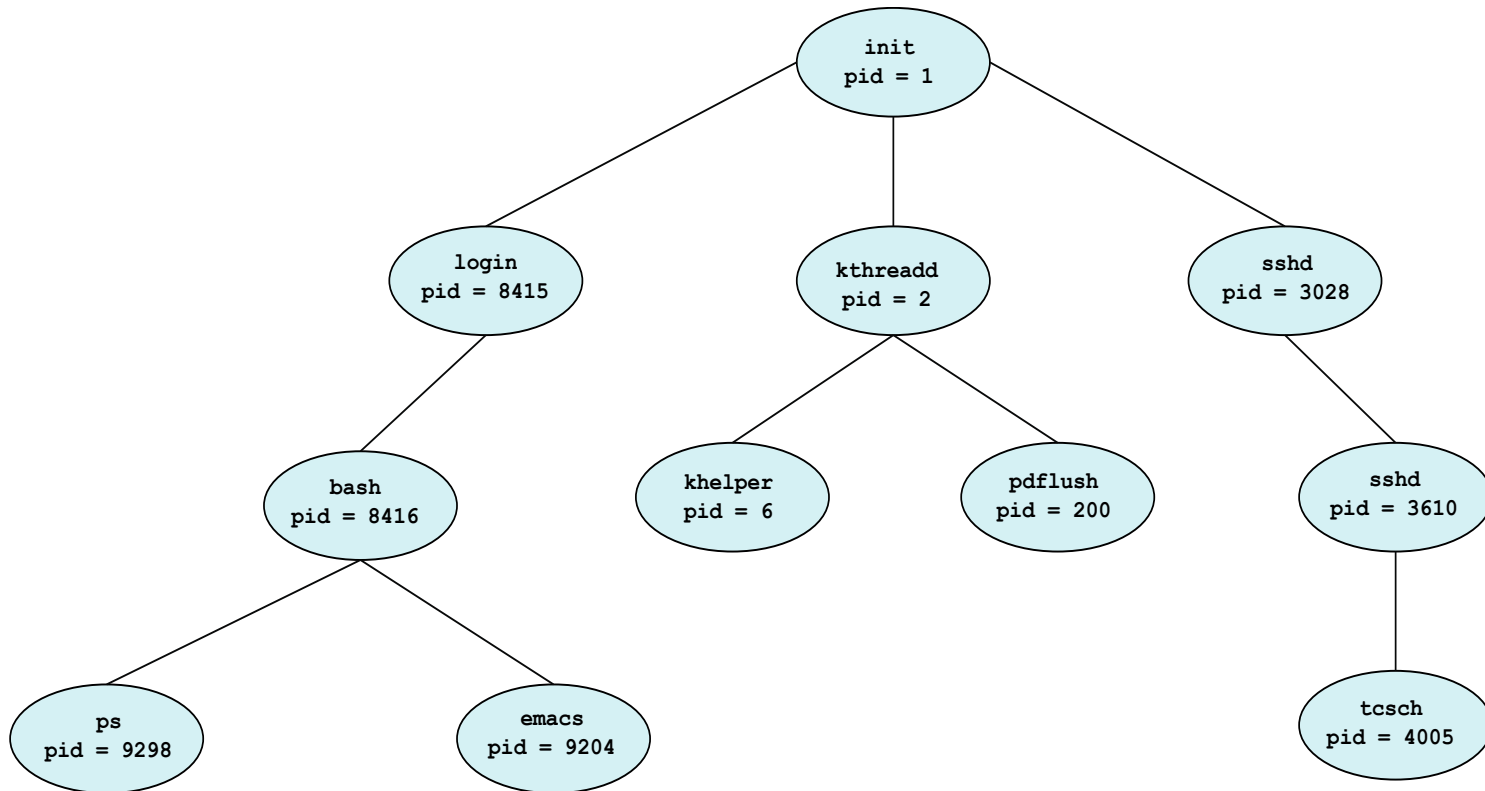 init
pid = 1
login
pid = 8415
kthreadd
pid = 2
sshd
pid = 3028
bash
pid = 8416
khelper
pid = 6
pdflush
pid = 200
sshd
pid = 3610
ps
pid = 9298
emacs
pid = 9204
tcsch
pid = 4005